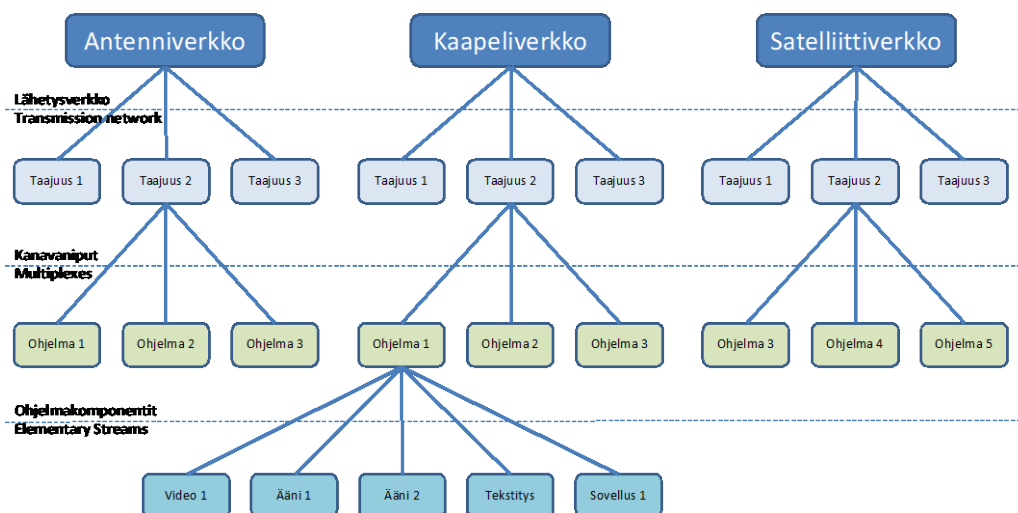 Antenniverkko
Kaapeliverkko
Satelliittiverkko
Lähetysverkko
Transmission network
Taajuus 1
Taajuus 2
Taajuus 3
Taajuus 1
Taajuus 2
Taajuus 3
Taajuus 1
Taajuus 2
Taajuus 3
Kanavaniput
Multiplexes
Ohjelma 1
Ohjelma 2
Ohjelma 3
Ohjelma 1
Ohjelma 2
Ohjelma 3
Ohjelma 3
Ohjelma 4
Ohjelma 5
Ohjelmakomponentit
Elementary Streams
Video 1
Ääni 1
Ääni 2
Tekstitys
Sovellus 1